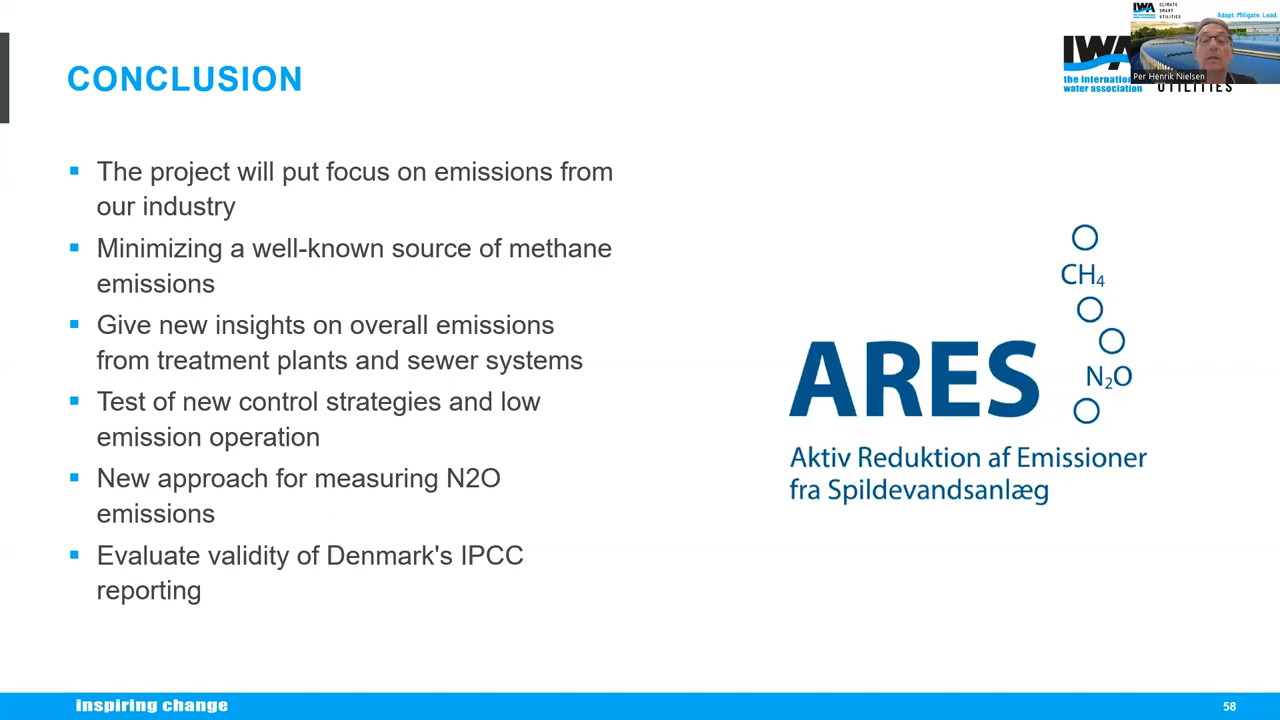 CONCLUSION
IWA
CLIMATE
SMART
UTILITIES
Adapt. Mitigate. Lead.
IWA
the internation
water association
UTILITIES
Per Henrik Nielsen
The project will put focus on emissions from
our industry
Minimizing a well-known source of methane
emissions
Give new insights on overall emissions
from treatment plants and sewer systems
Test of new control strategies and low
emission operation
New approach for measuring N2O
emissions
Evaluate validity of Denmark's IPCC
reporting
CH4
N2O
ARES
Aktiv Reduktion af Emissioner
fra Spildevandsanlæg
inspiring change
58